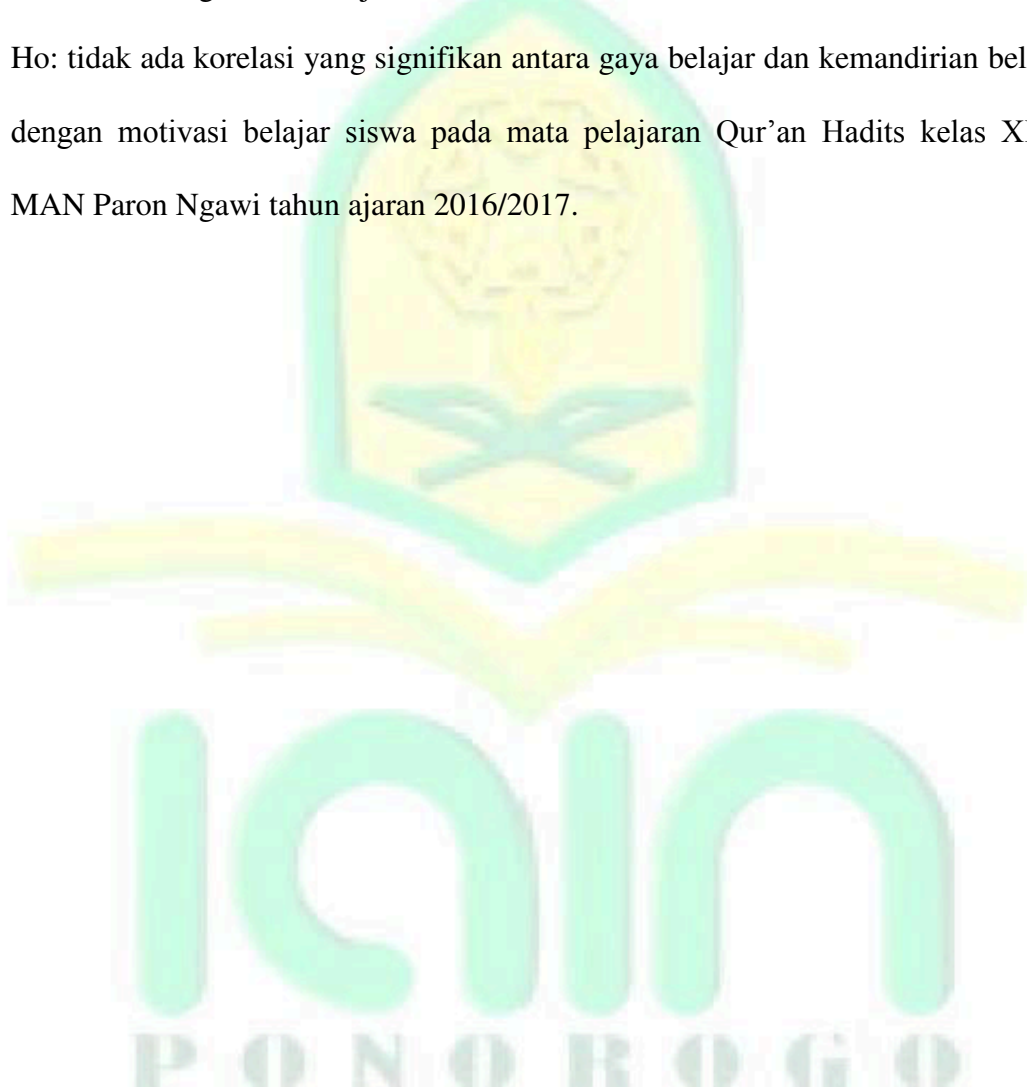 Ho: tidak ada korelasi yang signifikan antara gaya belajar dan kemandirian
dengan motivasi belajar siswa pada mata pelajaran Qur’an Hadits kelas
MAN Paron Ngawi tahun ajaran 2016/2017.
iain
PONOROGO